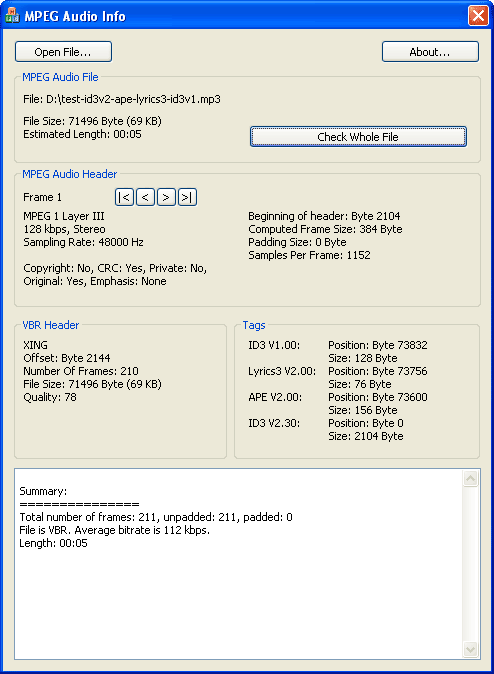 MPEG Audio Info
Open File...
About...
MPEG Audio File
File: D:\test-id3v2-ape-lyrics3-id3v1.mp3
File Size: 71496 Byte (69 KB)
Estimated Length: 00:05
Check Whole File
MPEG Audio Header
Frame 1
|<
<
>
>|
MPEG 1 Layer III
128 kbps, Stereo
Sampling Rate: 48000 Hz
Copyright: No, CRC: Yes, Private: No,
Original: Yes, Emphasis: None
Beginning of header: Byte 2104
Computed Frame Size: 384 Byte
Padding Size: 0 Byte
Samples Per Frame: 1152
VBR Header
XING
Offset: Byte 2144
Number Of Frames: 210
File Size: 71496 Byte (69 KB)
Quality: 78
Tags
ID3 V1.00: Position: Byte 73832
Size: 128 Byte
Lyrics3 V2.00: Position: Byte 73756
Size: 76 Byte
APE V2.00: Position: Byte 73600
Size: 156 Byte
ID3 V2.30: Position: Byte 0
Size: 2104 Byte
Summary:
===============
Total number of frames: 211, unpadded: 211, padded: 0
File is VBR. Average bitrate is 112 kbps.
Length: 00:05